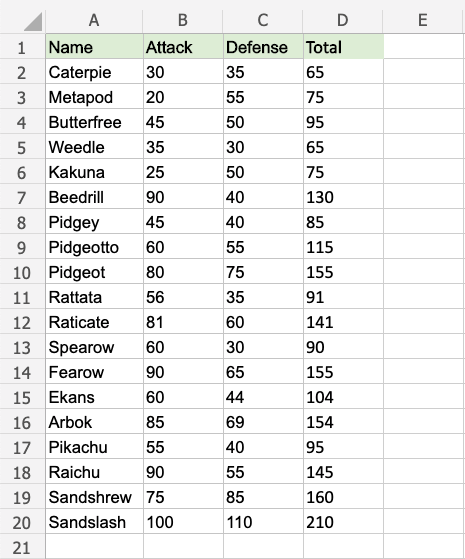 A B C D E
1 Name Attack Defense Total
2 Caterpie 30 35 65
3 Metapod 20 55 75
4 Butterfree 45 50 95
5 Weedle 35 30 65
6 Kakuna 25 50 75
7 Beedrill 90 40 130
8 Pidgey 45 40 85
9 Pidgeotto 60 55 115
10 Pidgeot 80 75 155
11 Rattata 56 35 91
12 Raticate 81 60 141
13 Spearow 60 30 90
14 Fearow 90 65 155
15 Ekans 60 44 104
16 Arbok 85 69 154
17 Pikachu 55 40 95
18 Raichu 90 55 145
19 Sandshrew 75 85 160
20 Sandslash 100 110 210
21